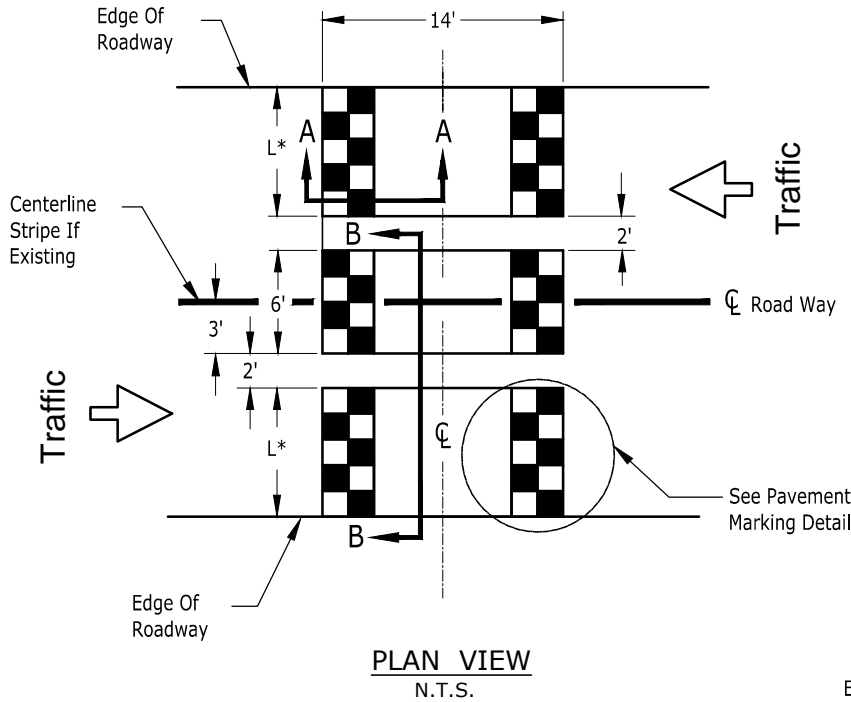 Edge Of
Roadway
14'
A
A
L*
Traffic
Centerline
Stripe If
Existing
B
2'
6'
3'
℄ Road Way
2'
Traffic
L*
℄
See Pavement
Marking Detail
B
Edge Of
Roadway
PLAN VIEW
N.T.S.
E